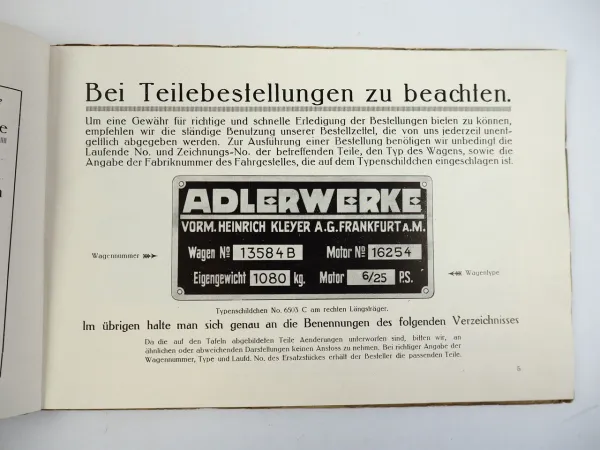 Bei Teilebestellungen zu beachten.
Um eine Gewähr für richtige und schnelle Erledigung der Bestellungen bieten zu können,
empfehlen wir die ständige Benutzung unserer Bestellzettel, die von uns jederzeit unent-
geltlich abgegeben werden. Zur Ausführung einer Bestellung benötigen wir unbedingt die
Laufende No. und Zeichnungs-No. der betreffenden Teile, den Typ des Wagens, sowie die
Angabe der Fabriknummer des Fahrgestelles, die auf dem Typenschildchen eingeschlagen ist.
ADLERWERKE
VORM. HEINRICH KLEYER A.G. FRANKFURT A.M.
Wagen No 13584B Motor No 16254
Wagennummer
Eigengewicht 1080 kg. Motor 6/25 P.S.
Wagentype
Typenschildchen No. 6503 C am rechten Längsträger.
Im übrigen halte man sich genau an die Benennungen des folgenden Verzeichnisses
Da die auf den Tafeln abgebildeten Teile Aenderungen unterworfen sind, bitten wir, an
ähnlichen oder abweichenden Darstellungen keinen Anstoss zu nehmen. Bei richtiger Angabe der
Wagennummer, Type und Laufd. No. des Ersatzstückes erhält der Besteller die passenden Teile.
5